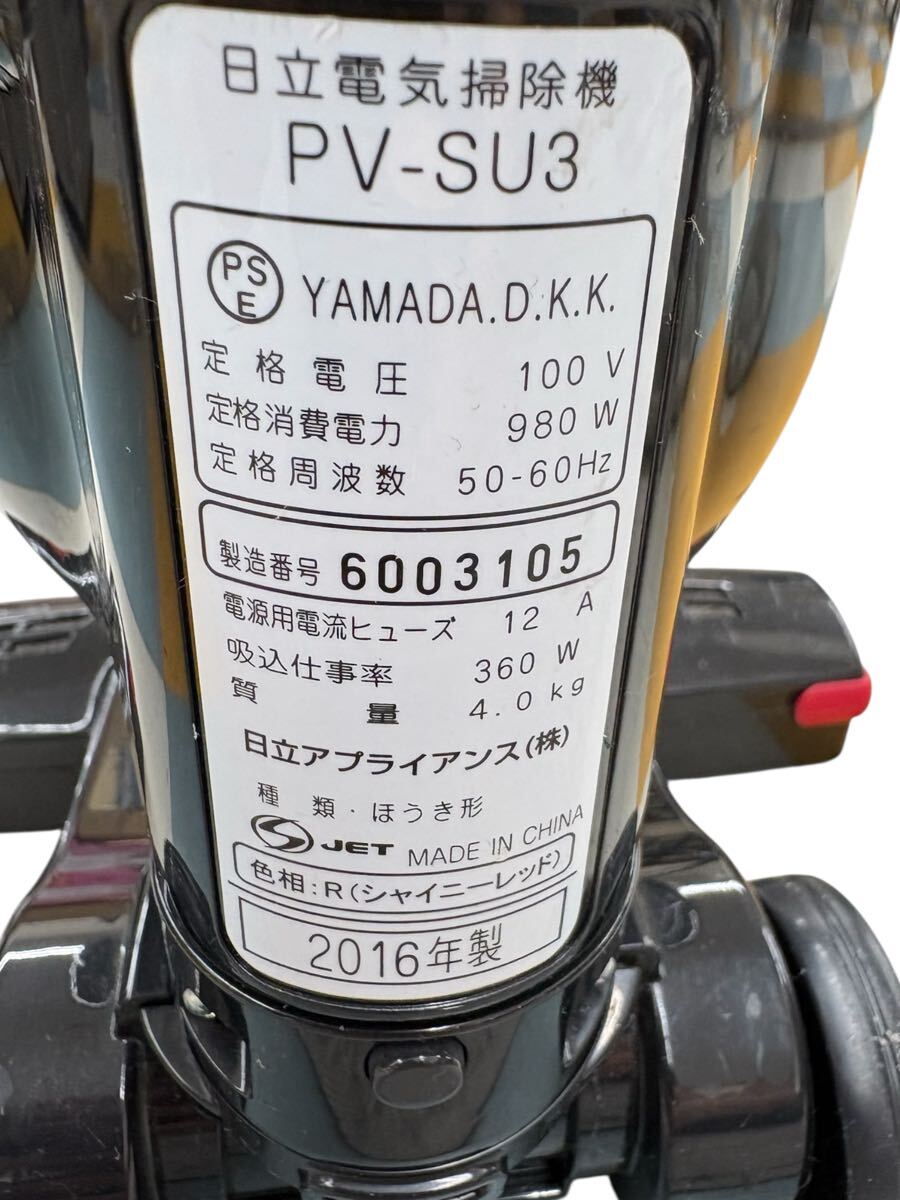 日立電気掃除機
PV-SU3
PS
E
YAMADA.D.K.K.
定格電圧 100 V
定格消費電力 980 W
定格周波数 50-60Hz
製造番号 6003105
電源用電流ヒューズ 12 A
吸込仕事率 360 W
質量 4.0 kg
日立アプライアンス(株)
種類・ほうき形
S JET MADE IN CHINA
色相:R(シャイニーレッド)
2016年製